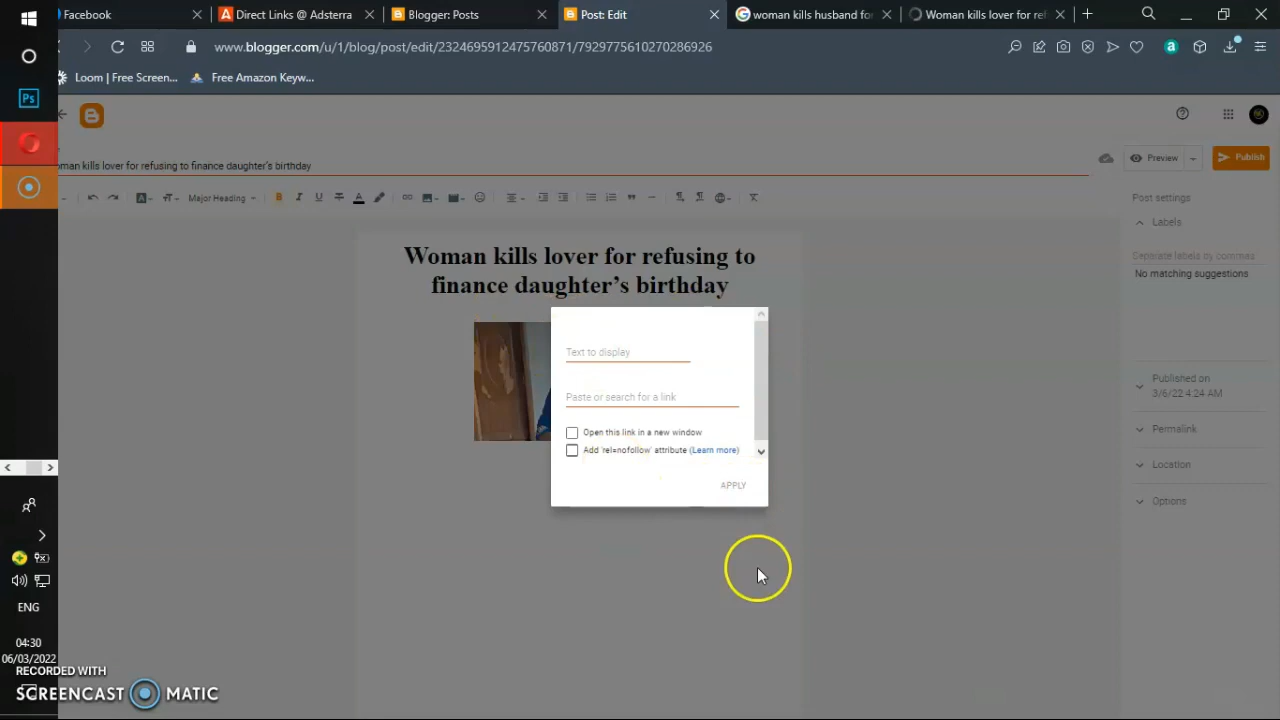 Facebook
Direct Links @ Adsterra
Blogger: Posts
Post: Edit
woman kills husband for
Woman kills lover for ref
www.blogger.com/u/1/blog/post/edit/2324695912475760871/7929775610270286926
a
Loom | Free Screen...
Free Amazon Keyw...
Ps
oman kills lover for refusing to finance daughter's birthday
Preview
Publish
Major Heading
B I U A
Post settings
Labels
Separate labels by commas
No matching suggestions
Woman kills lover for refusing to
finance daughter's birthday
Text to display
Paste or search for a link
Open this link in a new window
Add 'rel=nofollow' attribute (Learn more)
APPLY
Published on
3/6/22 4:24 AM
Permalink
Location
Options
ENG
04:30
06/03/2022
RECORDED WITH
SCREENCAST MATIC